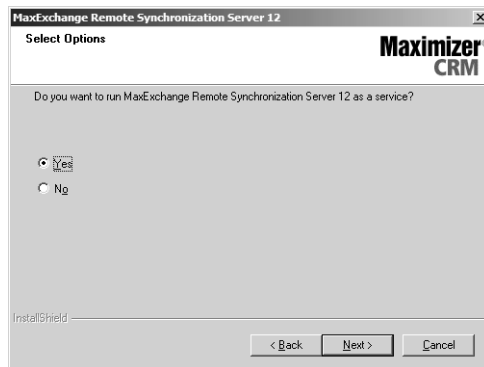 MaxExchange Remote Synchronization Server 12
Select Options
Maximizer
CRM
Do you want to run MaxExchange Remote Synchronization Server 12 as a service?
Yes
No
InstallShield
< Back Next > Cancel